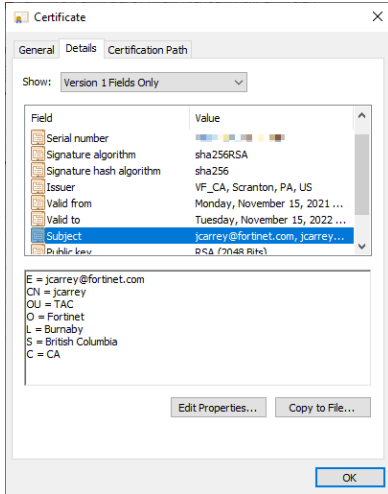 Certificate
General Details Certification Path
Show: Version 1 Fields Only
Field Value
Serial number
Signature algorithm sha256RSA
Signature hash algorithm sha256
Issuer VF_CA, Scranton, PA, US
Valid from Monday, November 15, 2021 ...
Valid to Tuesday, November 15, 2022 ...
Subject jcarrey@fortinet.com, jcarrey...
Public key RSA (2048 Bits)
E = jcarrey@fortinet.com
CN = jcarrey
OU = TAC
O = Fortinet
L = Burnaby
S = British Columbia
C = CA
Edit Properties... Copy to File...
OK